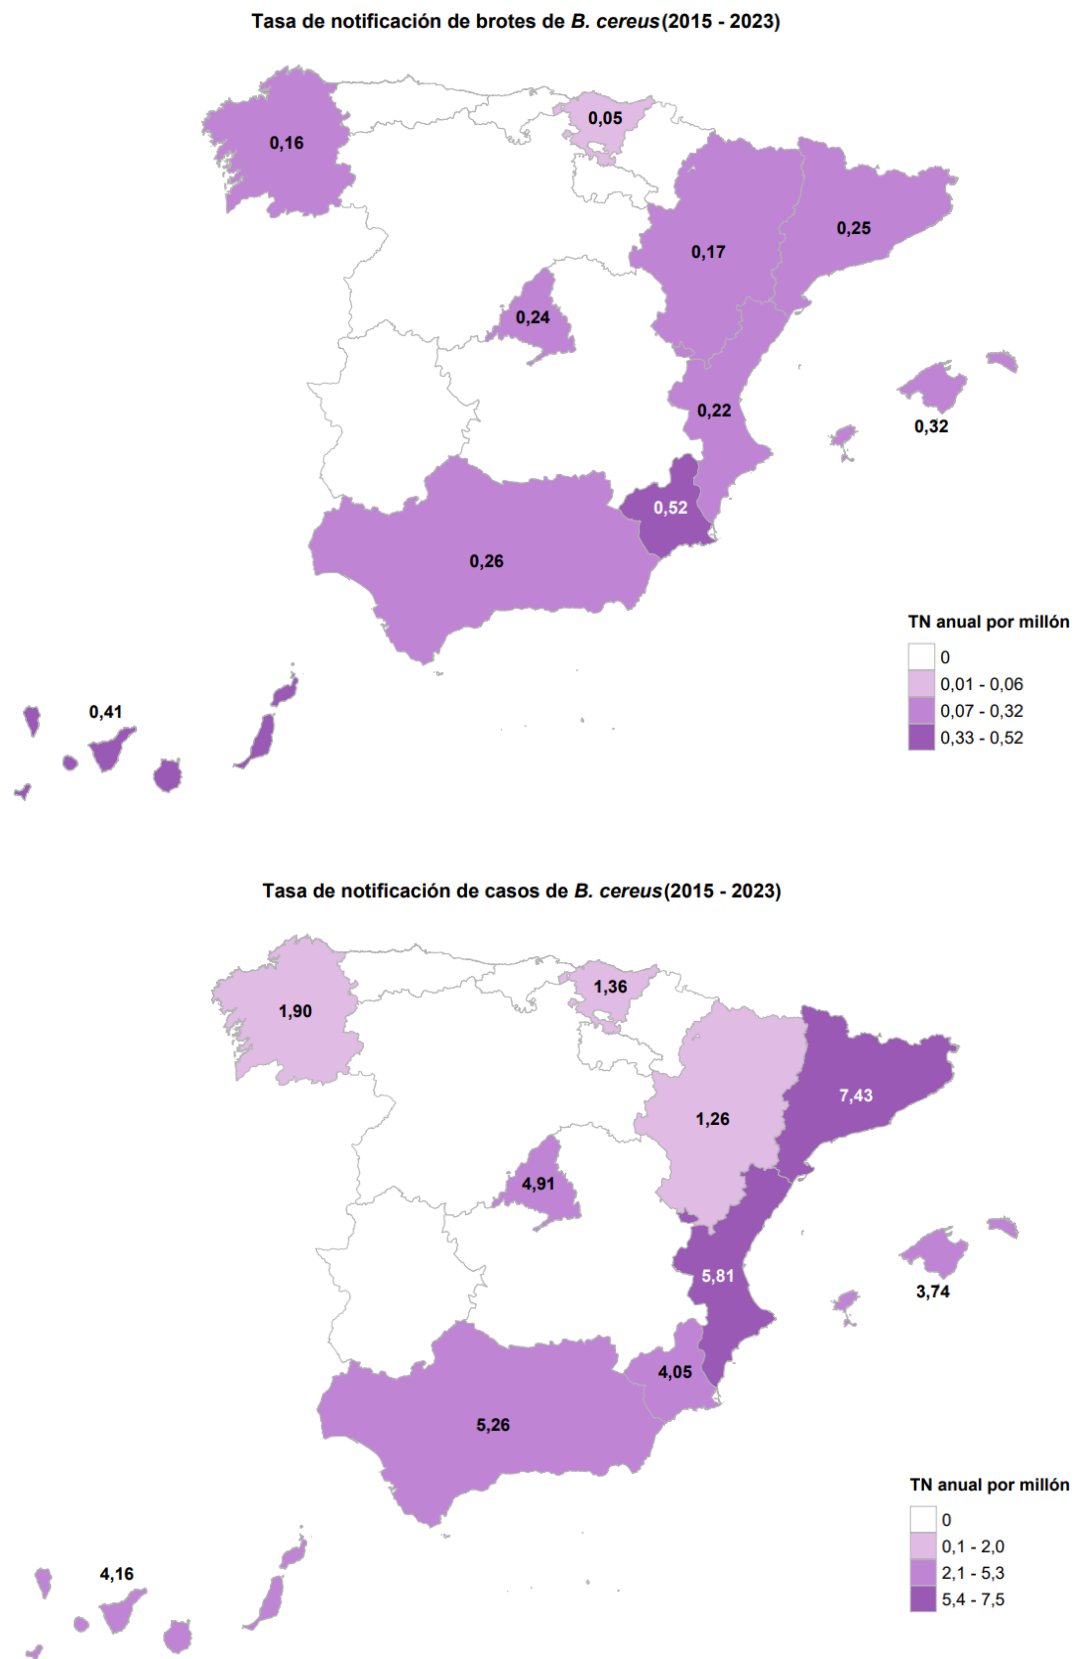 Tasa de notificación de brotes de B. cereus(2015 - 2023)
0,05
0,16
0,25
0,17
0,24
0,22
0,32
0,52
0,26
TN anual por millón
0
0,01 - 0,06
0,07 - 0,32
0,33 - 0,52
0,41
Tasa de notificación de casos de B. cereus(2015 - 2023)
1,36
1,90
7,43
1,26
4,91
5,81
3,74
4,05
5,26
TN anual por millón
0
0,1 - 2,0
2,1 - 5,3
5,4 - 7,5
4,16